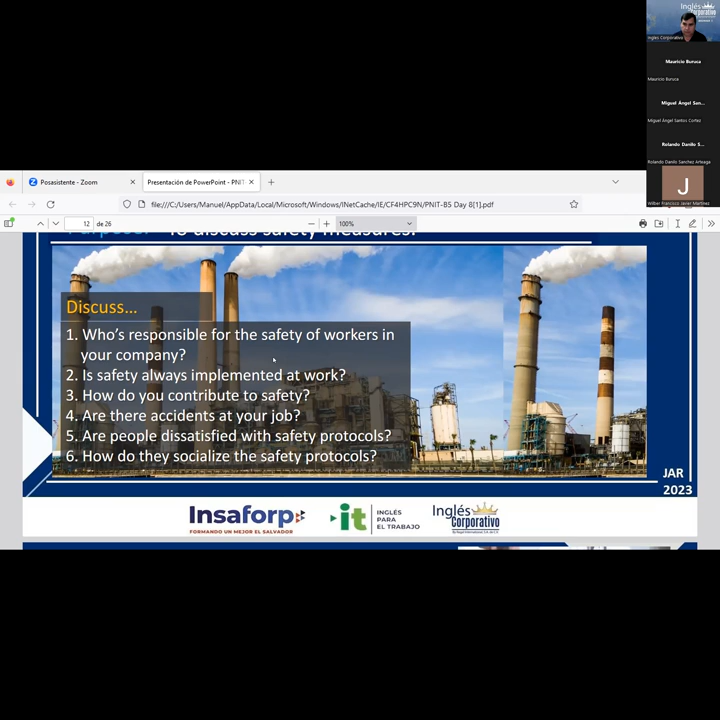 Inglés
Corporativo
Ingles Corporativo
Mauricio Buruca
Mauricio Buruca
Miguel Ángel San...
Miguel Ángel Santos Cortez
Rolando Danilo S...
Rolando Danilo Sanchez Arteaga
J
Wilber Francisco Javier Martinez
Posasistente - Zoom
Presentación de PowerPoint - PNIT
file:///C:/Users/Manuel/AppData/Local/Microsoft/Windows/INetCache/IE/CF4HPC9N/PNIT-B5 Day 8[1].pdf
12 de 26
100%
Purpose: To discuss safety measures.
Discuss...
1. Who's responsible for the safety of workers in
your company?
2. Is safety always implemented at work?
3. How do you contribute to safety?
4. Are there accidents at your job?
5. Are people dissatisfied with safety protocols?
6. How do they socialize the safety protocols?
JAR
2023
Insaforp
FORMANDO UN MEJOR EL SALVADOR
it
INGLÉS
PARA
EL TRABAJO
Inglés
Corporativo